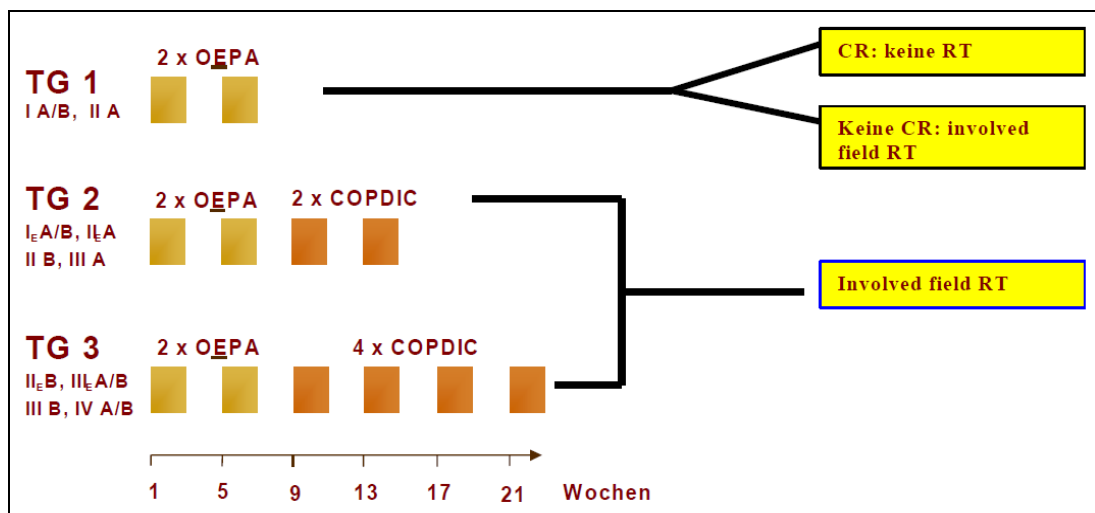 2 x OEPA
TG 1
I A/B, II A
CR: keine RT
Keine CR: involved
field RT
TG 2
2 x OEPA
2 x COPDIC
IEA/B, IIEA
II B, III A
Involved field RT
TG 3
2 x OEPA
4 x COPDIC
IIEB, IIIEA/B
III B, IV A/B
1 5 9 13 17 21 Wochen